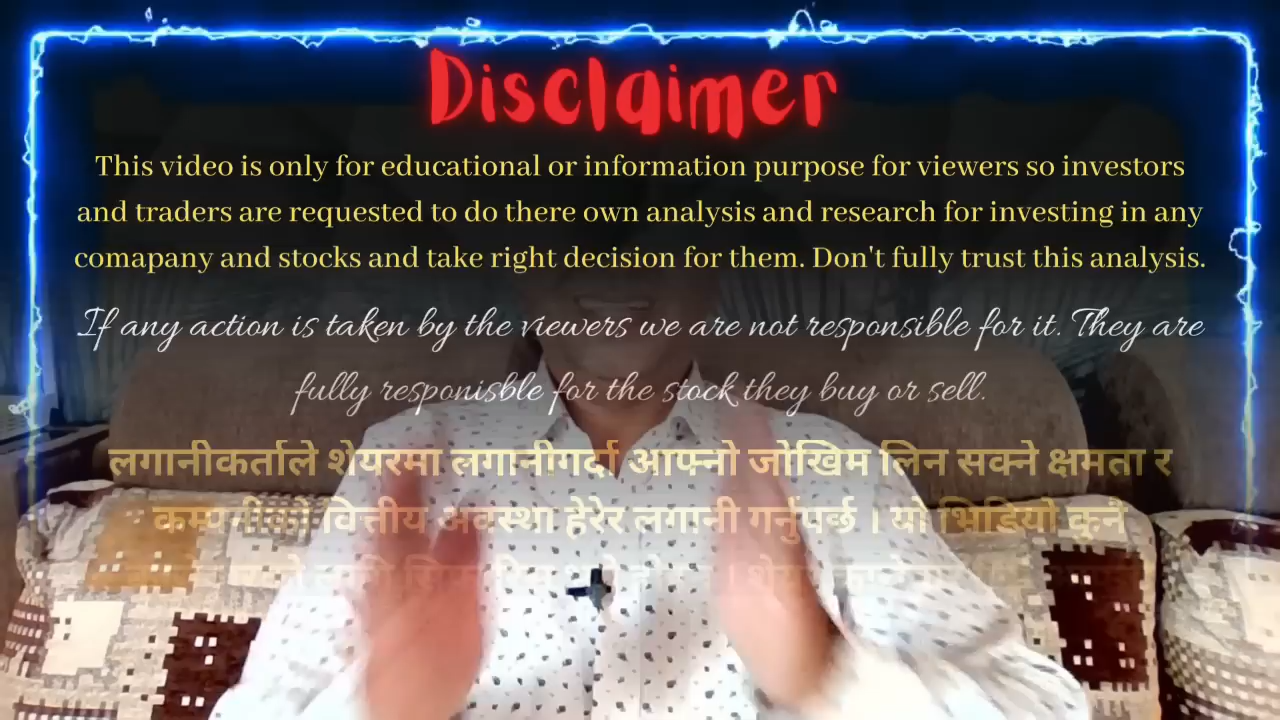 Disclaimer
This video is only for educational or information purpose for viewers so investors
and traders are requested to do there own analysis and research for investing in any
comapany and stocks and take right decision for them. Don't fully trust this analysis.
If any action is taken by the viewers we are not responsible for it. They are
fully responisble for the stock they buy or sell.
लगानीकर्ताले शेयरमा लगानीगर्दा आफ्नो जोखिम लिन सक्ने क्षमता र
कम्पनीको वित्तीय अवस्था हेरेर लगानी गर्नुपर्छ । यो भिडियो कुनै